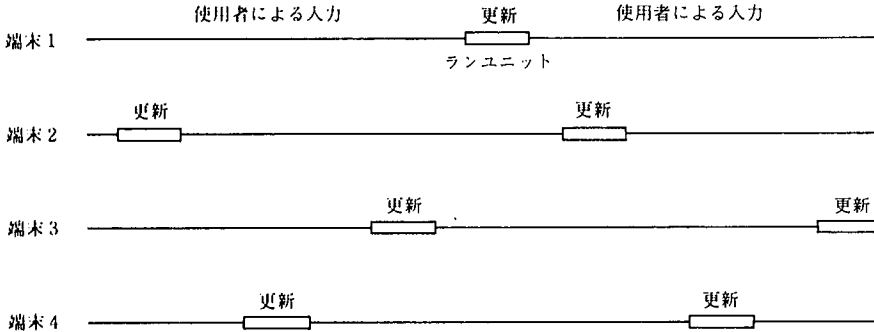 使用者による入力 更新 使用者による入力
端末1
ランユニット
更新 更新
端末2
更新 更新
端末3
更新 更新
端末4